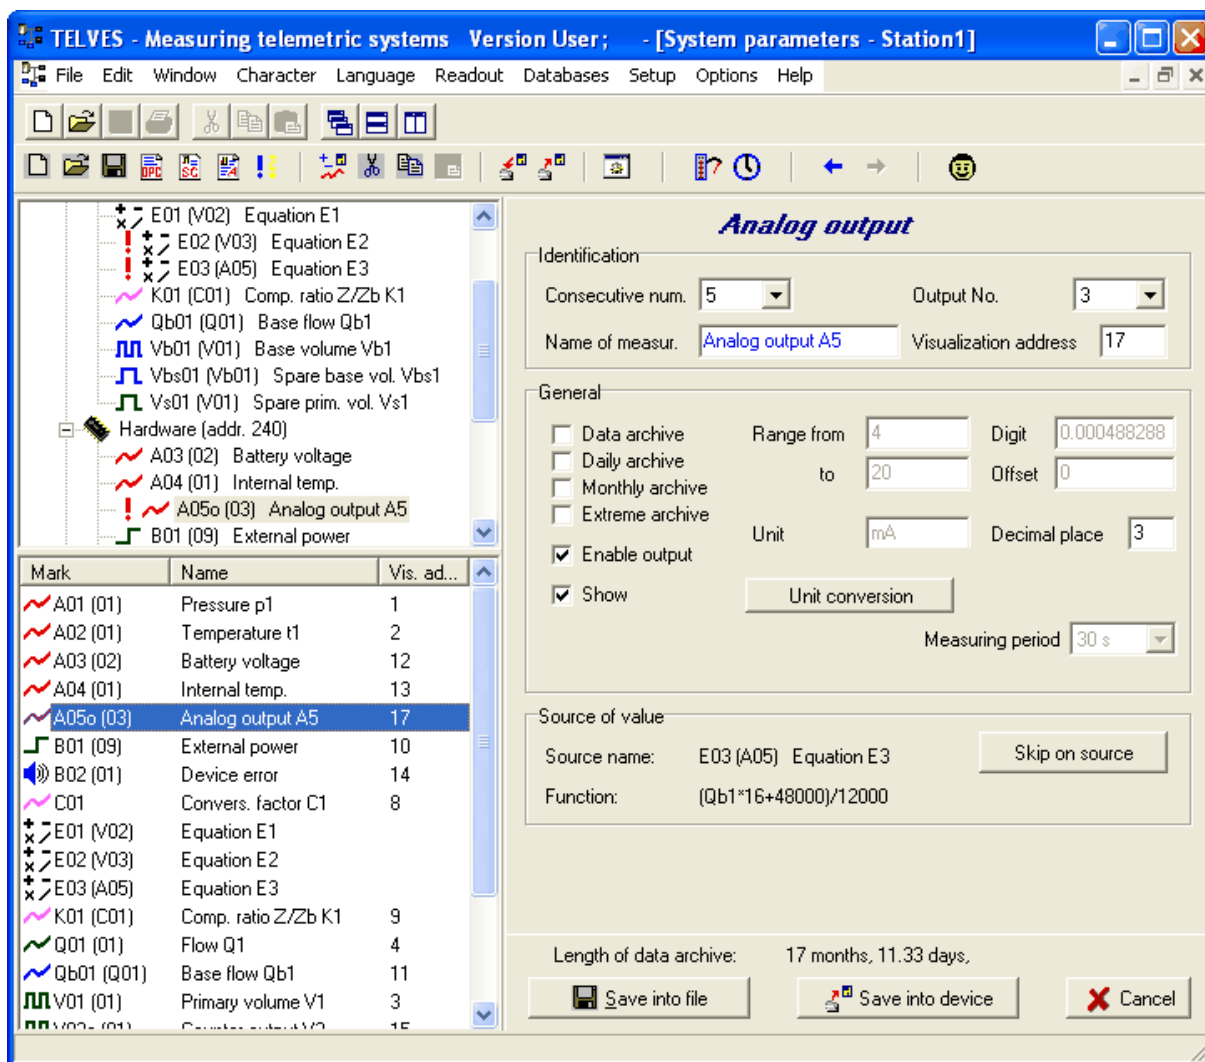 TELVES - Measuring telemetric systems   Version User;   - [System parameters - Station1]
File Edit Window Character Language Readout Databases Setup Options Help
E01 (V02) Equation E1
E02 (V03) Equation E2
E03 (A05) Equation E3
K01 (C01) Comp. ratio Z/Zb K1
Qb01 (Q01) Base flow Qb1
Vb01 (V01) Base volume Vb1
Vbs01 (Vb01) Spare base vol. Vbs1
Vs01 (V01) Spare prim. vol. Vs1
Hardware (addr. 240)
A03 (02) Battery voltage
A04 (01) Internal temp.
A05o (03) Analog output A5
B01 (09) External power
Mark Name Vis. ad...
A01 (01) Pressure p1 1
A02 (01) Temperature t1 2
A03 (02) Battery voltage 12
A04 (01) Internal temp. 13
A05o (03) Analog output A5 17
B01 (09) External power 10
B02 (01) Device error 14
C01 Convers. factor C1 8
E01 (V02) Equation E1
E02 (V03) Equation E2
E03 (A05) Equation E3
K01 (C01) Comp. ratio Z/Zb K1 9
Q01 (01) Flow Q1 4
Qb01 (Q01) Base flow Qb1 11
V01 (01) Primary volume V1 3
Analog output
Identification
Consecutive num. 5 Output No. 3
Name of measur. Analog output A5 Visualization address 17
General
Data archive Range from 4 Digit 0.000488288
Daily archive to 20 Offset 0
Monthly archive
Extreme archive
Unit mA Decimal place 3
Enable output
Show Unit conversion
Measuring period 30 s
Source of value
Source name: E03 (A05) Equation E3 Skip on source
Function: (Qb1*16+48000)/12000
Length of data archive: 17 months, 11.33 days,
Save into file Save into device Cancel